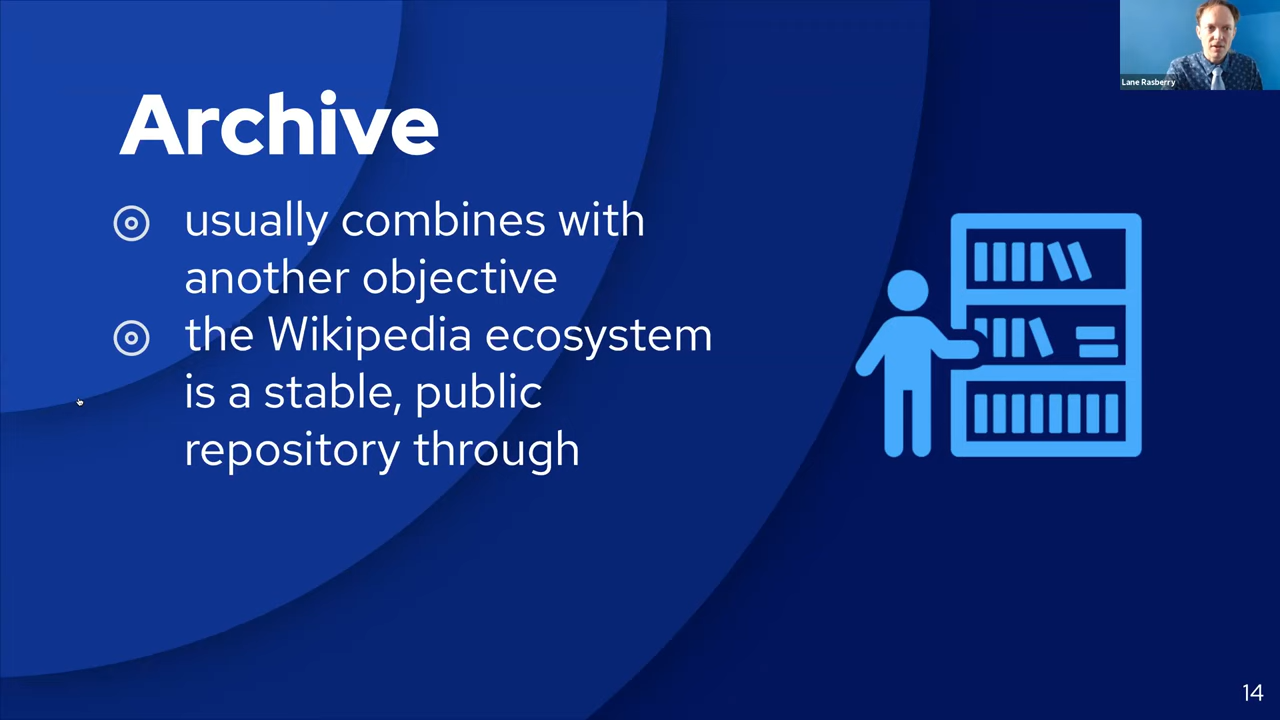 Lane Rasberry
Archive
usually combines with
another objective
the Wikipedia ecosystem
is a stable, public
repository through
14